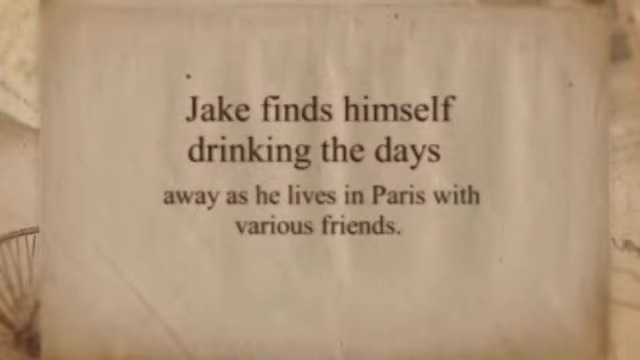 Jake finds himself
drinking the days
away as he lives in Paris with
various friends.